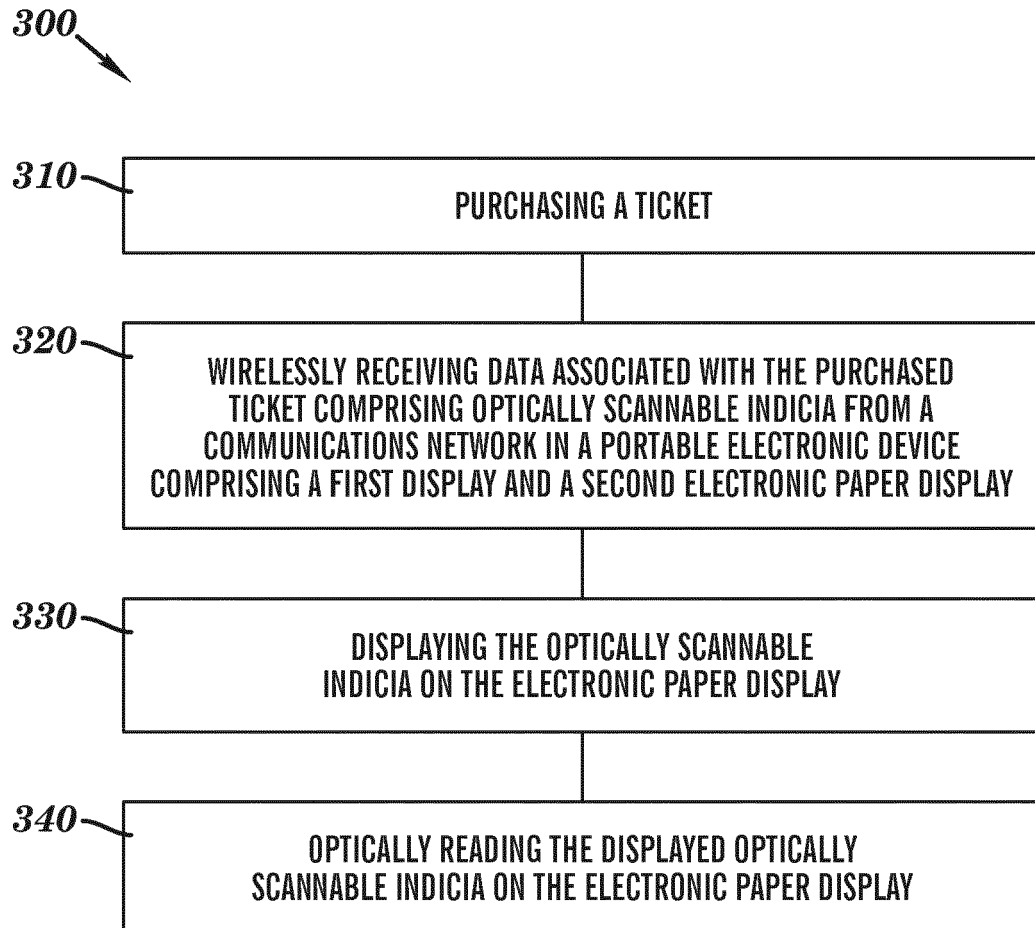 300
310
PURCHASING A TICKET
320
WIRELESSLY RECEIVING DATA ASSOCIATED WITH THE PURCHASED
TICKET COMPRISING OPTICALLY SCANNABLE INDICIA FROM A
COMMUNICATIONS NETWORK IN A PORTABLE ELECTRONIC DEVICE
COMPRISING A FIRST DISPLAY AND A SECOND ELECTRONIC PAPER DISPLAY
330
DISPLAYING THE OPTICALLY SCANNABLE
INDICIA ON THE ELECTRONIC PAPER DISPLAY
340
OPTICALLY READING THE DISPLAYED OPTICALLY
SCANNABLE INDICIA ON THE ELECTRONIC PAPER DISPLAY